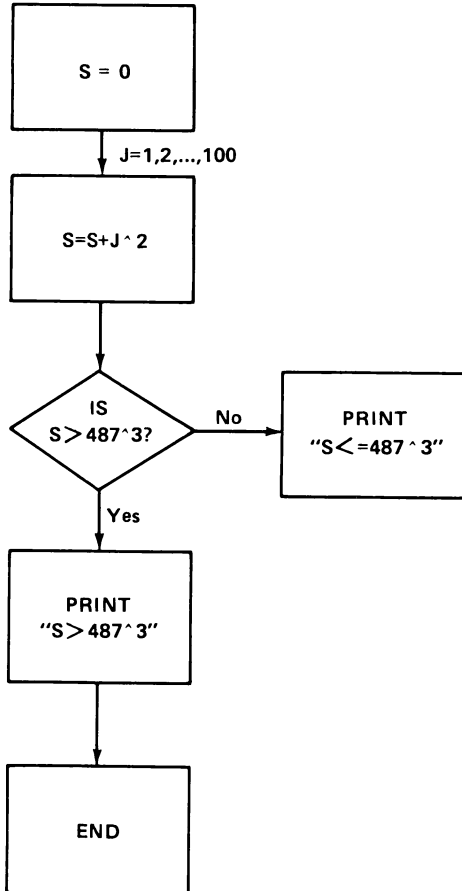 S = 0
J=1,2,...,100
S=S+J^2
IS
S>487^3?
No
PRINT
“S<=487^3”
Yes
PRINT
“S>487^3”
END